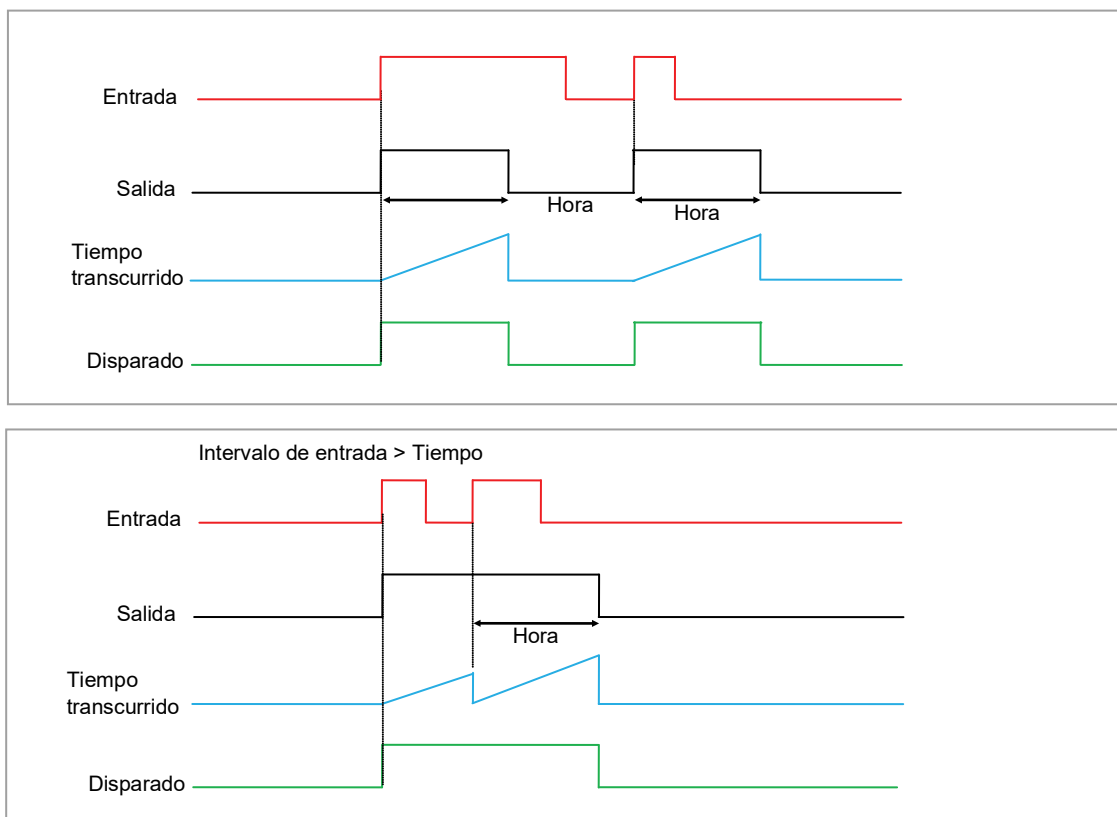 Entrada
Salida
Hora
Hora
Tiempo
transcurrido
Disparado
Intervalo de entrada > Tiempo
Entrada
Salida
Hora
Tiempo
transcurrido
Disparado